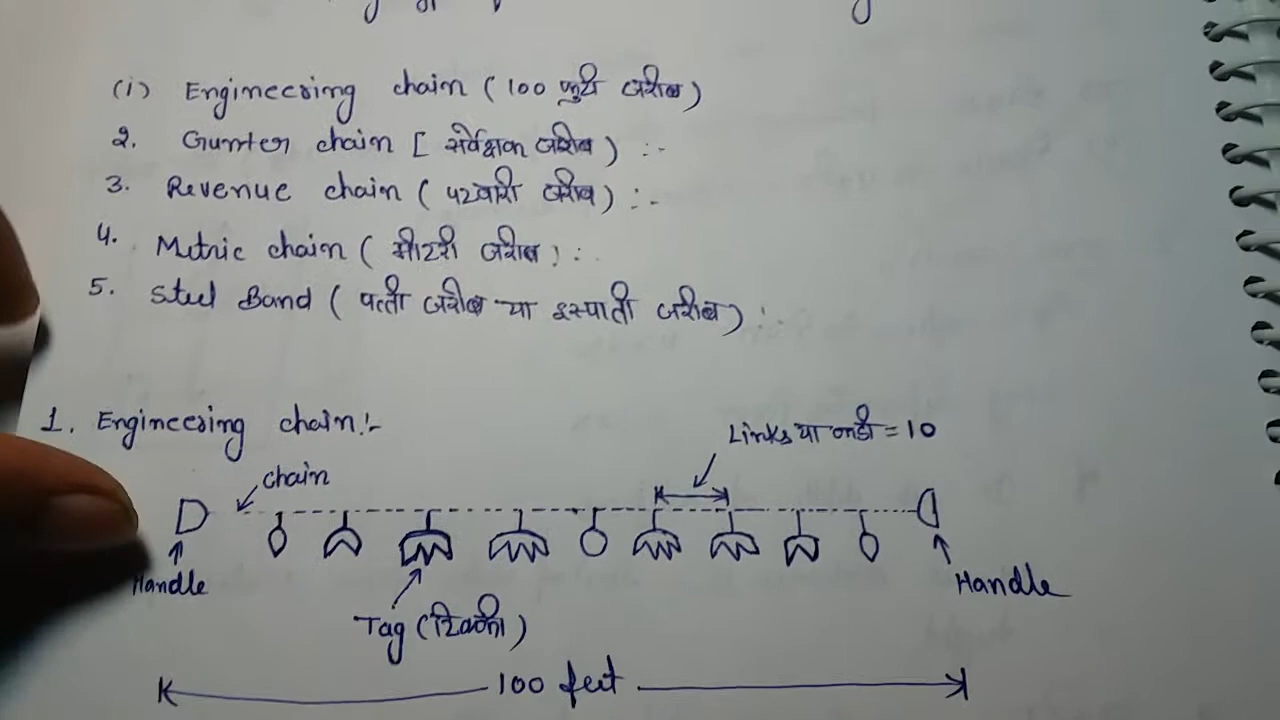 (i) Engineering chain (100 फुटी जरीब)
2. Gunter chain [ सर्वेक्षक जरीब) :-
3. Revenue chain ( पटवारी जरीब) :-
4. Metric chain ( मीटरी जरीब) :
5. Steel Band ( पत्ती जरीब या इस्पाती जरीब) :
1. Engineering chain:-
Links या कडी = 10
chain
Handle
Handle
Tag (टिक्की)
100 feet